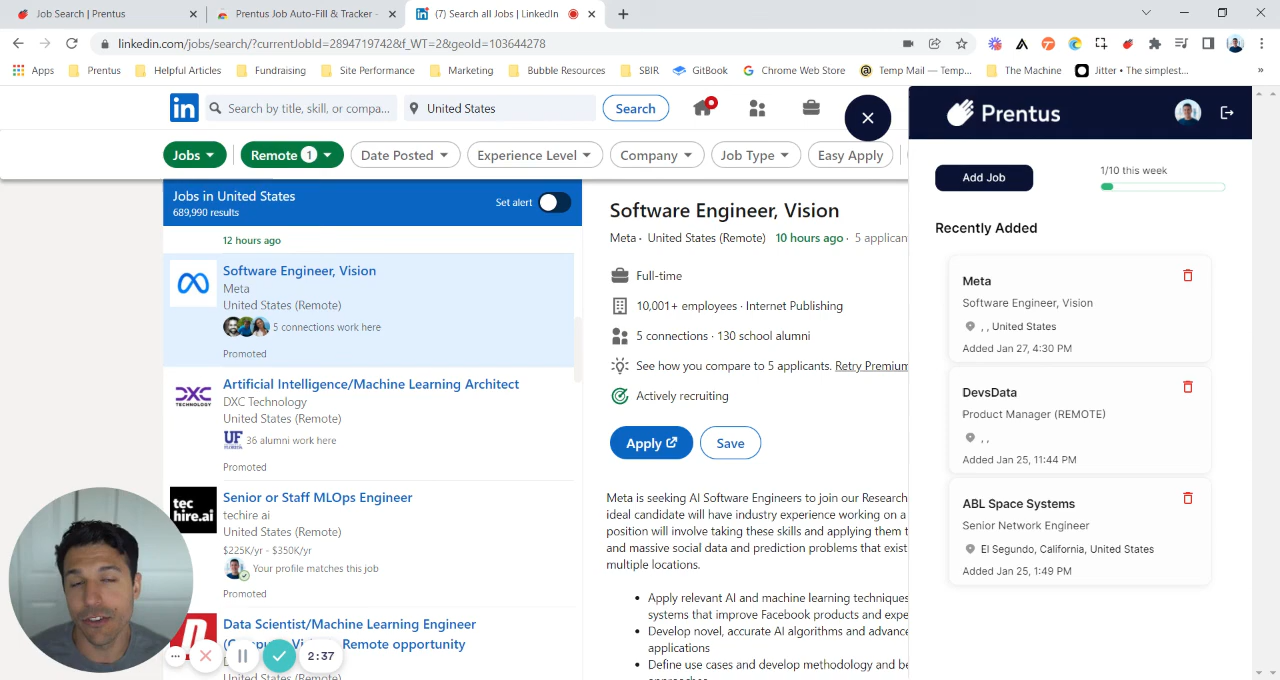 Job Search | Prentus
Prentus Job Auto-Fill & Tracker -
(7) Search all Jobs | LinkedIn
linkedin.com/jobs/search/?currentJobId=2894719742&f_WT=2&geoId=103644278
Apps
Prentus
Helpful Articles
Fundraising
Site Performance
Marketing
Bubble Resources
SBIR
GitBook
Chrome Web Store
Temp Mail — Temp...
The Machine
Jitter • The simplest...
»
in
Search by title, skill, or compa...
United States
Search
Prentus
Jobs
Remote 1
Date Posted
Experience Level
Company
Job Type
Easy Apply
Add Job
1/10 this week
Jobs in United States
689,990 results
Set alert
12 hours ago
Software Engineer, Vision
Meta
United States (Remote)
5 connections work here
Promoted
Artificial Intelligence/Machine Learning Architect
DXC Technology
United States (Remote)
DXC
TECHNOLOGY
UF
36 alumni work here
Promoted
Senior or Staff MLOps Engineer
techire ai
United States (Remote)
tec
hire.ai
$225K/yr - $350K/yr
Your profile matches this job
Promoted
Data Scientist/Machine Learning Engineer
Remote opportunity
2:37
Software Engineer, Vision
Meta · United States (Remote) 10 hours ago · 5 applican
Full-time
10,001+ employees · Internet Publishing
5 connections · 130 school alumni
See how you compare to 5 applicants. Retry Premium
Actively recruiting
Apply
Save
Meta is seeking AI Software Engineers to join our Research
ideal candidate will have industry experience working on a
position will involve taking these skills and applying them t
and massive social data and prediction problems that exist
multiple locations.
• Apply relevant AI and machine learning techniques
systems that improve Facebook products and expe
• Develop novel, accurate AI algorithms and advance
applications
• Define use cases and develop methodology and be
Recently Added
Meta
Software Engineer, Vision
, , United States
Added Jan 27, 4:30 PM
DevsData
Product Manager (REMOTE)
, ,
Added Jan 25, 11:44 PM
ABL Space Systems
Senior Network Engineer
El Segundo, California, United States
Added Jan 25, 1:49 PM